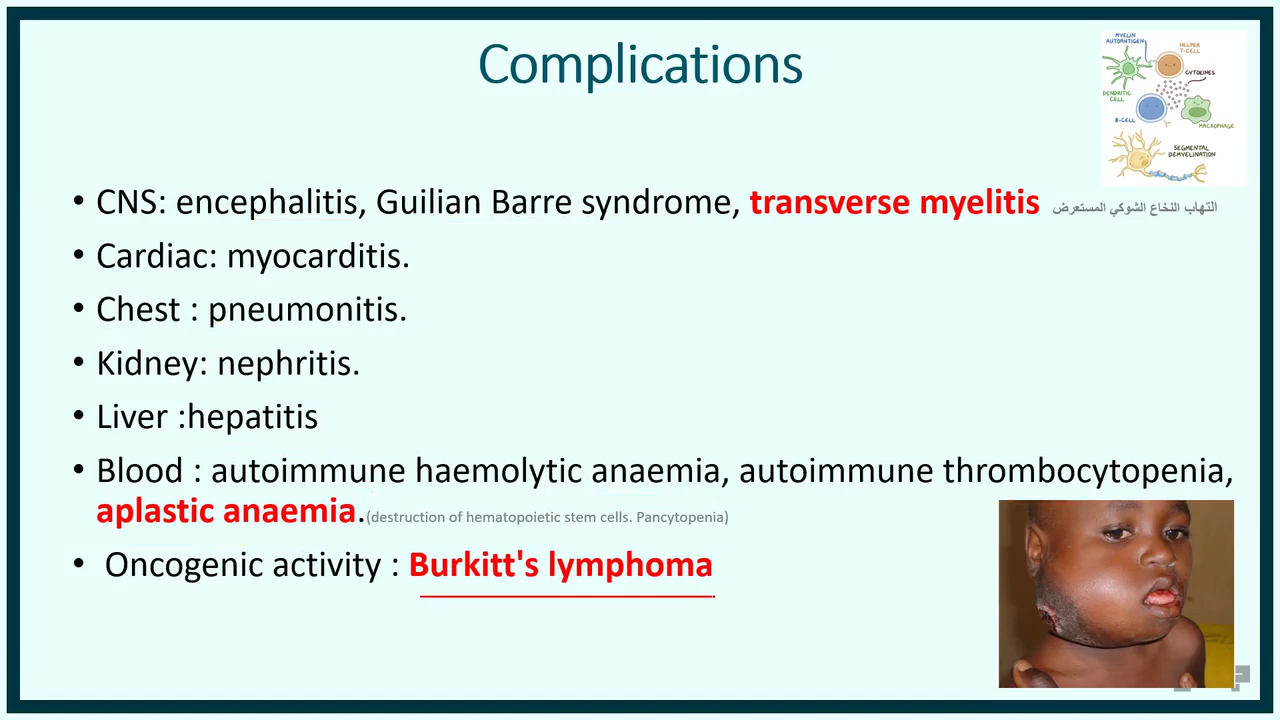 Complications
MYELIN
AUTOANTIGEN
HELPER
T-CELL
CYTOKINES
DENDRITIC
CELL
B-CELL
MACROPHAGE
SEGMENTAL
DEMYELINATION
• CNS: encephalitis, Guilian Barre syndrome, transverse myelitis التهاب النخاع الشوكي المستعرض
• Cardiac: myocarditis.
• Chest : pneumonitis.
• Kidney: nephritis.
• Liver :hepatitis
• Blood : autoimmune haemolytic anaemia, autoimmune thrombocytopenia,
aplastic anaemia.(destruction of hematopoietic stem cells. Pancytopenia)
• Oncogenic activity : Burkitt's lymphoma